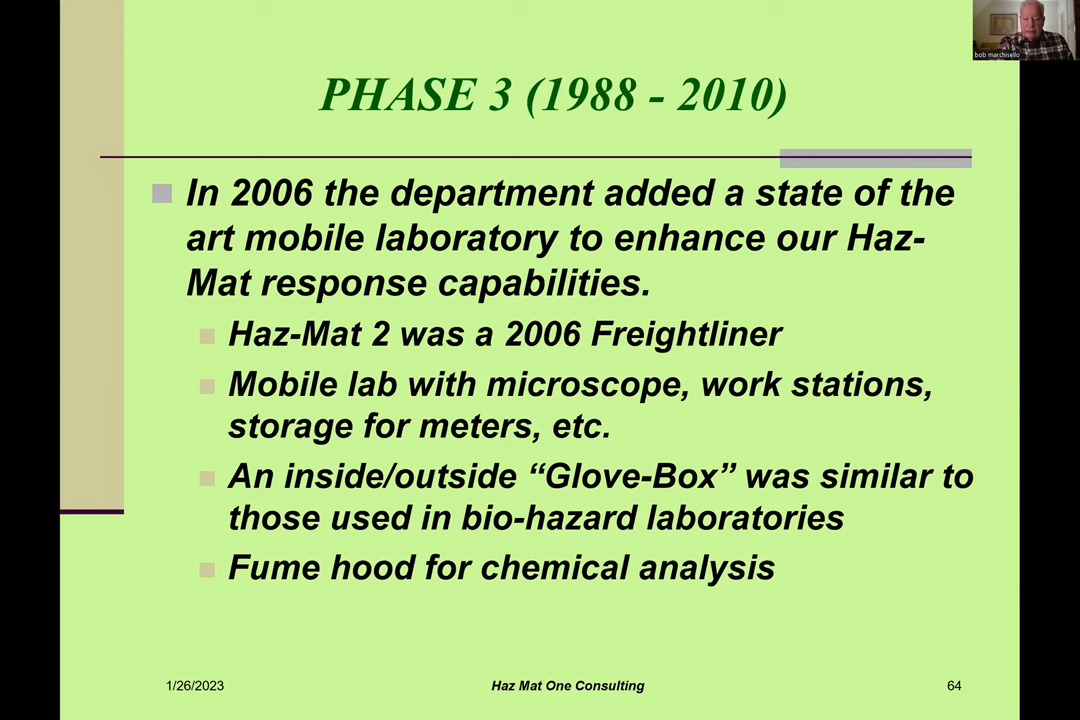 bob marchisello
PHASE 3 (1988 - 2010)
In 2006 the department added a state of the
art mobile laboratory to enhance our Haz-
Mat response capabilities.
Haz-Mat 2 was a 2006 Freightliner
Mobile lab with microscope, work stations,
storage for meters, etc.
An inside/outside “Glove-Box” was similar to
those used in bio-hazard laboratories
Fume hood for chemical analysis
1/26/2023
Haz Mat One Consulting
64